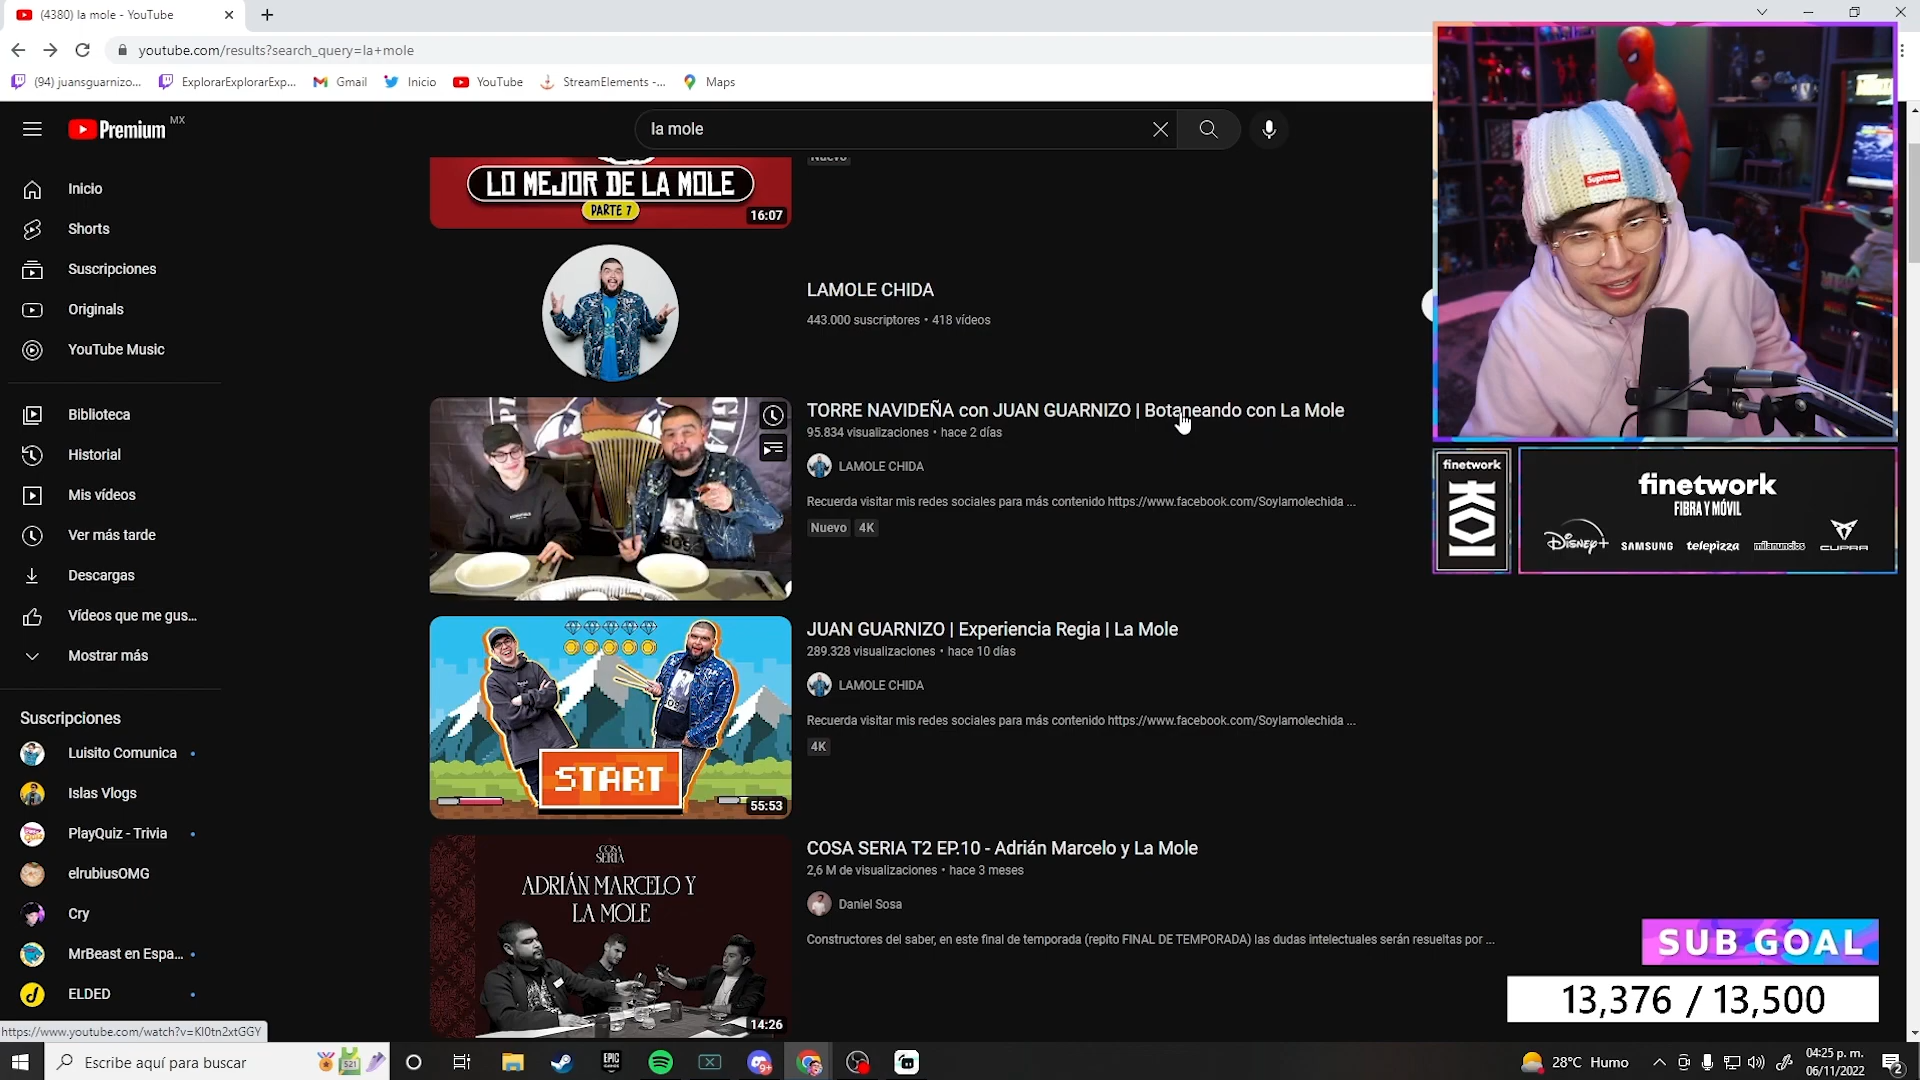 (4380) la mole - YouTube
youtube.com/results?search_query=la+mole
(94) juansguarnizo...
ExplorarExplorarExp...
Gmail
Inicio
YouTube
StreamElements -...
Maps
Premium MX
la mole
Inicio
Shorts
Suscripciones
Originals
YouTube Music
Biblioteca
Historial
Mis vídeos
Ver más tarde
Descargas
Vídeos que me gus...
Mostrar más
Suscripciones
Luisito Comunica
Islas Vlogs
PlayQuiz - Trivia
elrubiusOMG
Cry
MrBeast en Espa...
ELDED
https://www.youtube.com/watch?v=KI0tn2xtGGY
LO MEJOR DE LA MOLE
PARTE 7
16:07
Nuevo
LAMOLE CHIDA
443.000 suscriptores • 418 vídeos
TORRE NAVIDEÑA con JUAN GUARNIZO | Botaneando con La Mole
95.834 visualizaciones • hace 2 días
LAMOLE CHIDA
Recuerda visitar mis redes sociales para más contenido https://www.facebook.com/Soylamolechida ...
Nuevo 4K
START
55:53
JUAN GUARNIZO | Experiencia Regia | La Mole
289.328 visualizaciones • hace 10 días
LAMOLE CHIDA
Recuerda visitar mis redes sociales para más contenido https://www.facebook.com/Soylamolechida ...
4K
COSA SERIA
ADRIÁN MARCELO Y
LA MOLE
14:26
COSA SERIA T2 EP.10 - Adrián Marcelo y La Mole
2,6 M de visualizaciones • hace 3 meses
Daniel Sosa
Constructores del saber, en este final de temporada (repito FINAL DE TEMPORADA) las dudas intelectuales serán resueltas por ...
Supreme
finetwork
KOI
finetwork
FIBRA Y MÓVIL
Disney+ SAMSUNG telepizza milanuncios CUPRA
SUB GOAL
13,376 / 13,500
Escribe aquí para buscar
521
EPIC GAMES
9+
28°C Humo
04:25 p. m.
06/11/2022
2